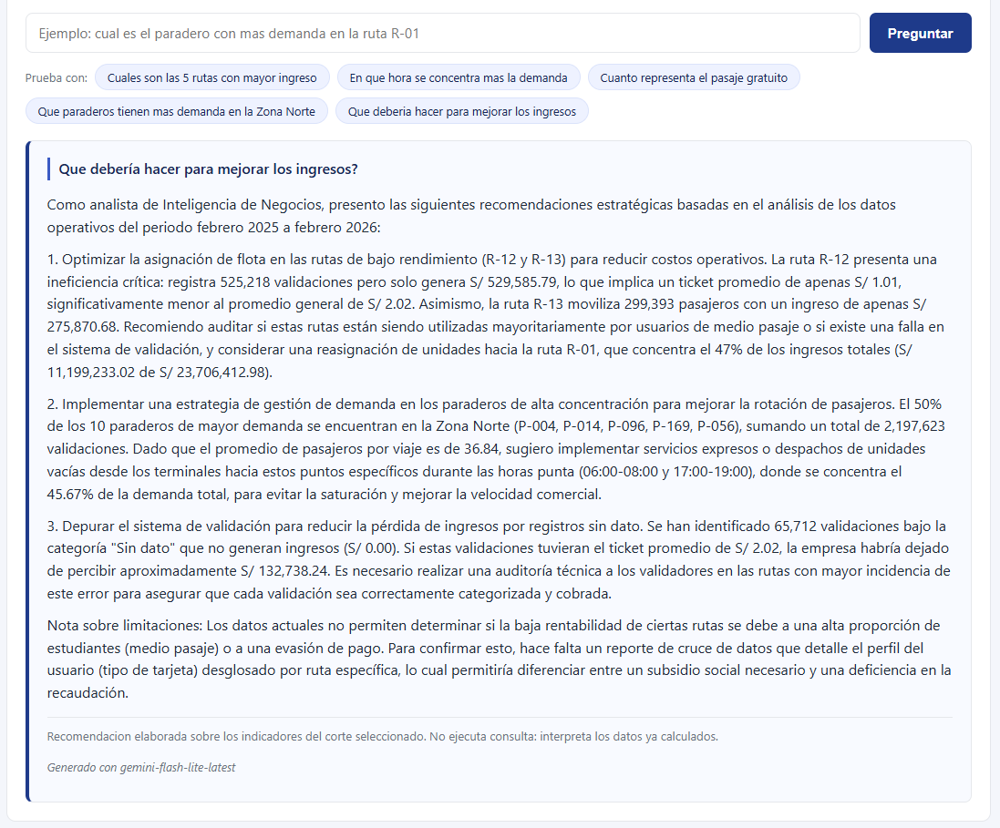 Ejemplo: cual es el paradero con mas demanda en la ruta R-01
Preguntar
Prueba con:
Cuales son las 5 rutas con mayor ingreso
En que hora se concentra mas la demanda
Cuanto representa el pasaje gratuito
Que paraderos tienen mas demanda en la Zona Norte
Que deberia hacer para mejorar los ingresos
Que debería hacer para mejorar los ingresos?
Como analista de Inteligencia de Negocios, presento las siguientes recomendaciones estratégicas basadas en el análisis de los datos
operativos del periodo febrero 2025 a febrero 2026:
1. Optimizar la asignación de flota en las rutas de bajo rendimiento (R-12 y R-13) para reducir costos operativos. La ruta R-12 presenta una
ineficiencia crítica: registra 525,218 validaciones pero solo genera S/ 529,585.79, lo que implica un ticket promedio de apenas S/ 1.01,
significativamente menor al promedio general de S/ 2.02. Asimismo, la ruta R-13 moviliza 299,393 pasajeros con un ingreso de apenas S/
275,870.68. Recomiendo auditar si estas rutas están siendo utilizadas mayoritariamente por usuarios de medio pasaje o si existe una falla en
el sistema de validación, y considerar una reasignación de unidades hacia la ruta R-01, que concentra el 47% de los ingresos totales (S/
11,199,233.02 de S/ 23,706,412.98).
2. Implementar una estrategia de gestión de demanda en los paraderos de alta concentración para mejorar la rotación de pasajeros. El 50%
de los 10 paraderos de mayor demanda se encuentran en la Zona Norte (P-004, P-014, P-096, P-169, P-056), sumando un total de 2,197,623
validaciones. Dado que el promedio de pasajeros por viaje es de 36.84, sugiero implementar servicios expresos o despachos de unidades
vacías desde los terminales hacia estos puntos específicos durante las horas punta (06:00-08:00 y 17:00-19:00), donde se concentra el
45.67% de la demanda total, para evitar la saturación y mejorar la velocidad comercial.
3. Depurar el sistema de validación para reducir la pérdida de ingresos por registros sin dato. Se han identificado 65,712 validaciones bajo la
categoría "Sin dato" que no generan ingresos (S/ 0.00). Si estas validaciones tuvieran el ticket promedio de S/ 2.02, la empresa habría dejado
de percibir aproximadamente S/ 132,738.24. Es necesario realizar una auditoría técnica a los validadores en las rutas con mayor incidencia de
este error para asegurar que cada validación sea correctamente categorizada y cobrada.
Nota sobre limitaciones: Los datos actuales no permiten determinar si la baja rentabilidad de ciertas rutas se debe a una alta proporción de
estudiantes (medio pasaje) o a una evasión de pago. Para confirmar esto, hace falta un reporte de cruce de datos que detalle el perfil del
usuario (tipo de tarjeta) desglosado por ruta específica, lo cual permitiría diferenciar entre un subsidio social necesario y una deficiencia en la
recaudación.
Recomendacion elaborada sobre los indicadores del corte seleccionado. No ejecuta consulta: interpreta los datos ya calculados.
Generado con gemini-flash-lite-latest